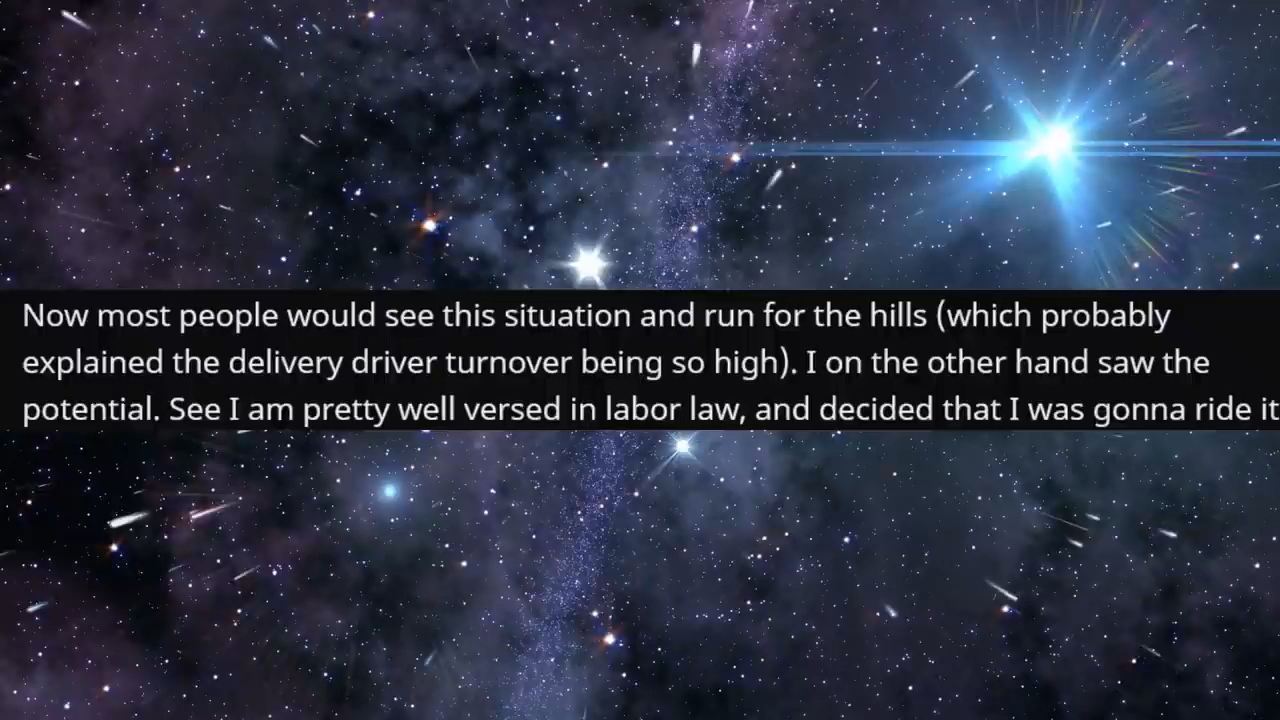 Now most people would see this situation and run for the hills (which probably
explained the delivery driver turnover being so high). I on the other hand saw the
potential. See I am pretty well versed in labor law, and decided that I was gonna ride it